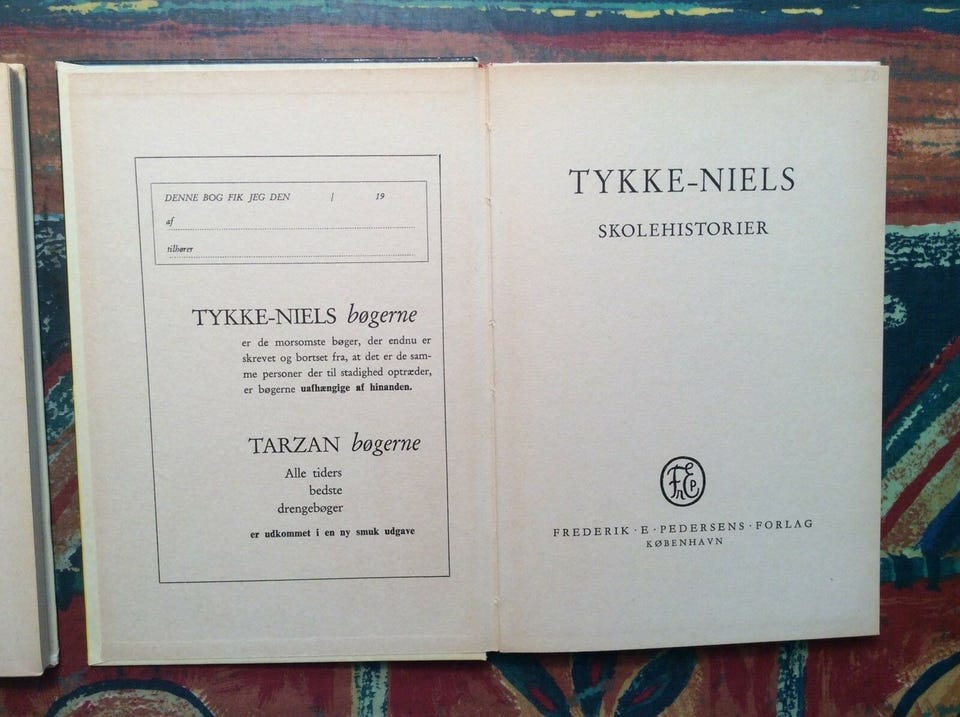 DENNE BOG FIK JEG DEN / 19
af
tilhører
TYKKE-NIELS bøgerne
er de morsomste bøger, der endnu er
skrevet og bortset fra, at det er de sam-
me personer der til stadighed optræder,
er bøgerne uafhængige af hinanden.
TARZAN bøgerne
Alle tiders
bedste
drengebøger
er udkommet i en ny smuk udgave
TYKKE-NIELS
SKOLEHISTORIER
FrEP
FREDERIK · E · PEDERSENS · FORLAG
KØBENHAVN